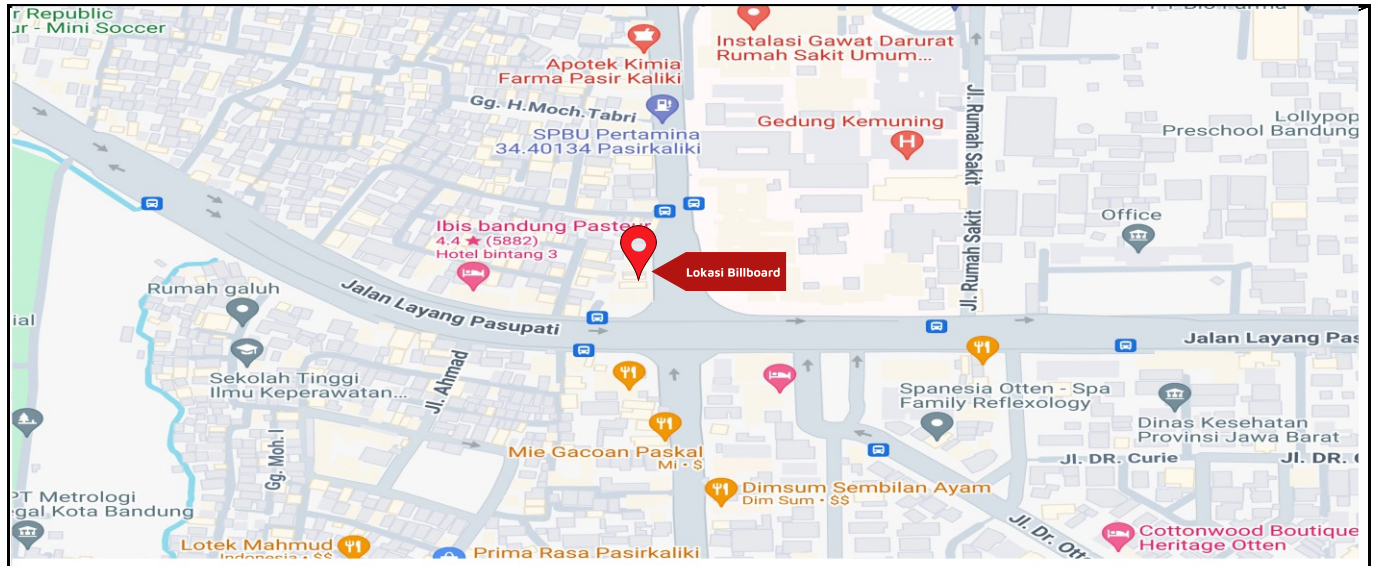 r Republic
ur - Mini Soccer
Instalasi Gawat Darurat
Rumah Sakit Umum...
Apotek Kimia
Farma Pasir Kaliki
Gg. H.Moch.Tabri
SPBU Pertamina
34.40134 Pasirkaliki
Gedung Kemuning
H
Jl. Rumah Sakit
Lollypop
Preschool Bandung
Jl. Rumah Sakit
Office
Ibis bandung Pasteur
4.4 ★ (5882)
Hotel bintang 3
Lokasi Billboard
Rumah galuh
Jalan Layang Pasupati
ial
Jalan Layang Pas
Sekolah Tinggi
Ilmu Keperawatan...
Jl. Ahmad
Spanesia Otten - Spa
Family Reflexology
Dinas Kesehatan
Provinsi Jawa Barat
Gg. Moh. I
Mie Gacoan Paskal
Mi • $
Jl. DR. Curie
Jl. DR. C
PT Metrologi
egal Kota Bandung
Dimsum Sembilan Ayam
Dim Sum • $$
Jl. Dr. Ott
Cottonwood Boutique
Heritage Otten
Lotek Mahmud
Indonesia • $$
Prima Rasa Pasirkaliki